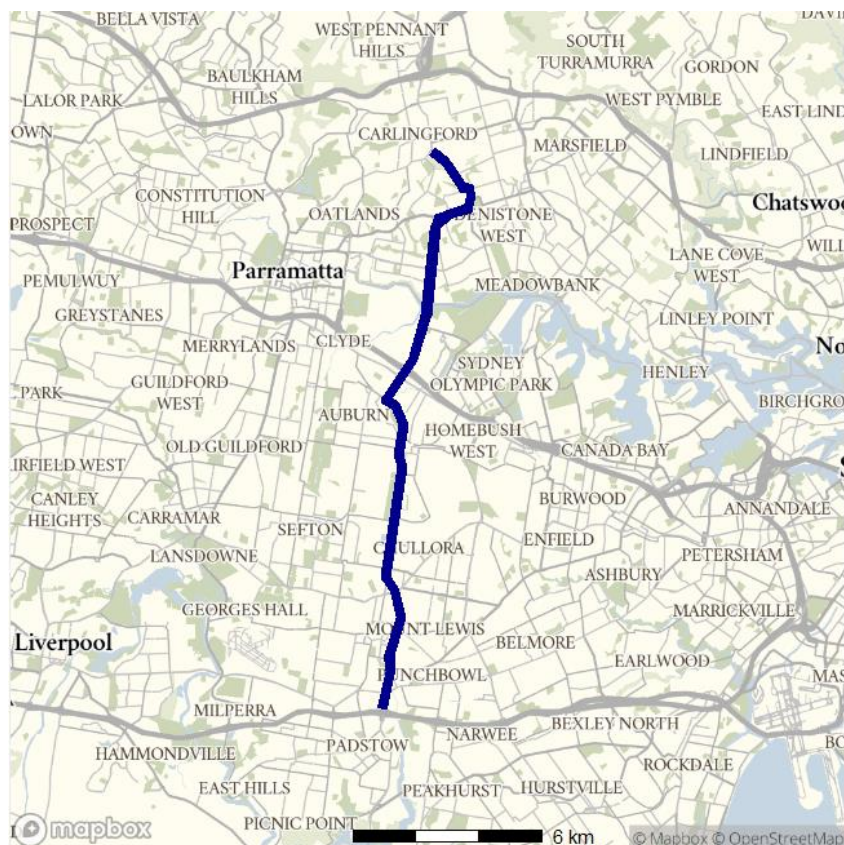 BELLA VISTA
WEST PENNANT
HILLS
SOUTH
TURRAMURRA
GORDON
BAULKHAM
HILLS
LALOR PARK
WEST PYMBLE
EAST LIND
OWN
CARLINGFORD
MARSFIELD
LINDFIELD
CONSTITUTION
HILL
OATLANDS
DENISTONE
WEST
Chatswoo
PROSPECT
WILL
LANE COVE
WEST
Parramatta
PEMULWUY
MEADOWBANK
GREYSTANES
LINLEY POINT
MERRYLANDS
CLYDE
No
SYDNEY
OLYMPIC PARK
HENLEY
PARK
GUILDFORD
WEST
BIRCHGRO
AUBURN
HOMEBUSH
WEST
OLD GUILDFORD
CANADA BAY
AIRFIELD WEST
CANLEY
HEIGHTS
CARRAMAR
BURWOOD
ANNANDALE
SEFTON
ENFIELD
LANSDOWNE
CHULLORA
PETERSHAM
ASHBURY
GEORGES HALL
MARRICKVILLE
Liverpool
MOUNT LEWIS
BELMORE
EARLWOOD
PUNCHBOWL
MAS
MILPERRA
BEXLEY NORTH
NARWEE
HAMMONDVILLE
PADSTOW
ROCKDALE
EAST HILLS
PEAKHURST
HURSTVILLE
PICNIC POINT
mapbox
6 km
© Mapbox © OpenStreetMap